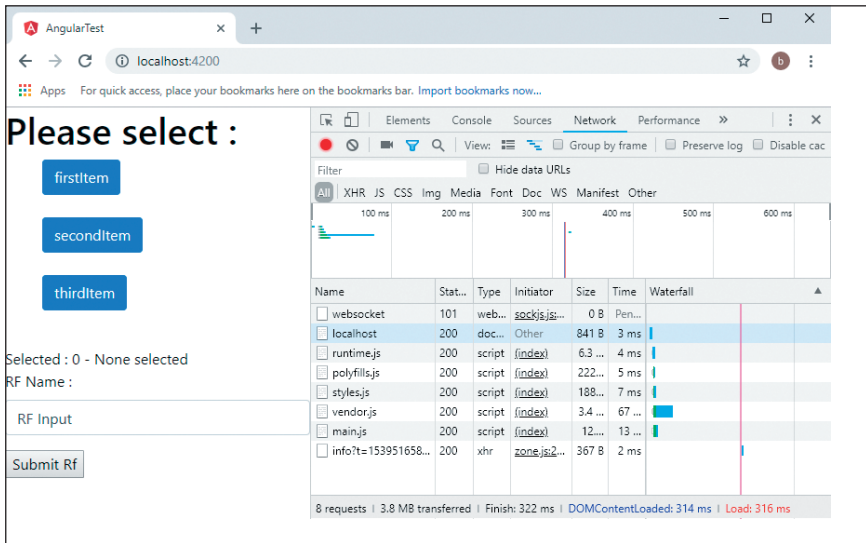 AngularTest
localhost:4200
b
Apps For quick access, place your bookmarks here on the bookmarks bar. Import bookmarks now...
Please select :
firstItem
secondItem
thirdItem
Selected : 0 - None selected
RF Name :
RF Input
Submit Rf
Elements Console Sources Network Performance »
View: Group by frame Preserve log Disable cac
Filter Hide data URLs
All XHR JS CSS Img Media Font Doc WS Manifest Other
100 ms 200 ms 300 ms 400 ms 500 ms 600 ms
Name Stat... Type Initiator Size Time Waterfall
websocket 101 web... sockjs.js:... 0 B Pen...
localhost 200 doc... Other 841 B 3 ms
runtime.js 200 script (index) 6.3 ... 4 ms
polyfills.js 200 script (index) 222... 5 ms
styles.js 200 script (index) 188... 7 ms
vendor.js 200 script (index) 3.4 ... 67 ...
main.js 200 script (index) 12.... 13 ...
info?t=153951658... 200 xhr zone.js:2... 367 B 2 ms
8 requests | 3.8 MB transferred | Finish: 322 ms | DOMContentLoaded: 314 ms | Load: 316 ms